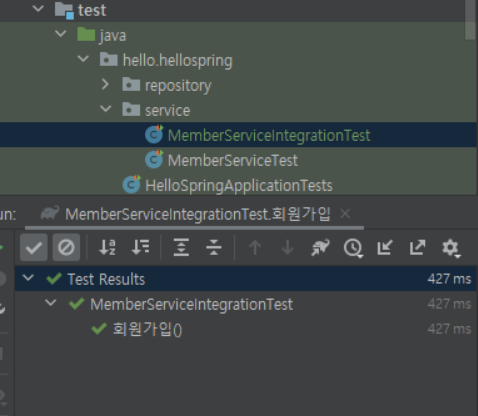 test
java
hello.hellospring
repository
service
MemberServiceIntegrationTest
MemberServiceTest
HelloSpringApplicationTests
un: MemberServiceIntegrationTest.회원가입
Test Results 427 ms
MemberServiceIntegrationTest 427 ms
회원가입() 427 ms